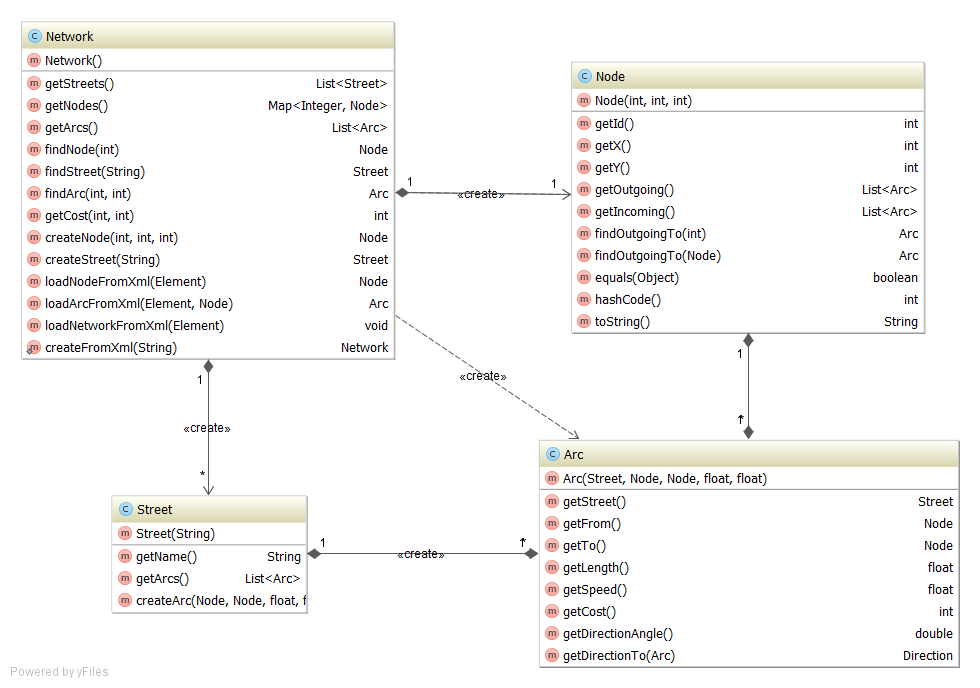 Network
Network()
getStreets() List<Street>
getNodes() Map<Integer, Node>
getArcs() List<Arc>
findNode(int) Node
findStreet(String) Street
findArc(int, int) Arc
getCost(int, int) int
createNode(int, int, int) Node
createStreet(String) Street
loadNodeFromXml(Element) Node
loadArcFromXml(Element, Node) Arc
loadNetworkFromXml(Element) void
createFromXml(String) Network
Node
Node(int, int, int)
getId() int
getX() int
getY() int
getOutgoing() List<Arc>
getIncoming() List<Arc>
findOutgoingTo(int) Arc
findOutgoingTo(Node) Arc
equals(Object) boolean
hashCode() int
toString() String
1 «create» 1
«create»
1
«create»
*
1
*
Street
Street(String)
getName() String
getArcs() List<Arc>
createArc(Node, Node, float, f
1 «create» *
Arc
Arc(Street, Node, Node, float, float)
getStreet() Street
getFrom() Node
getTo() Node
getLength() float
getSpeed() float
getCost() int
getDirectionAngle() double
getDirectionTo(Arc) Direction
Powered by yFiles